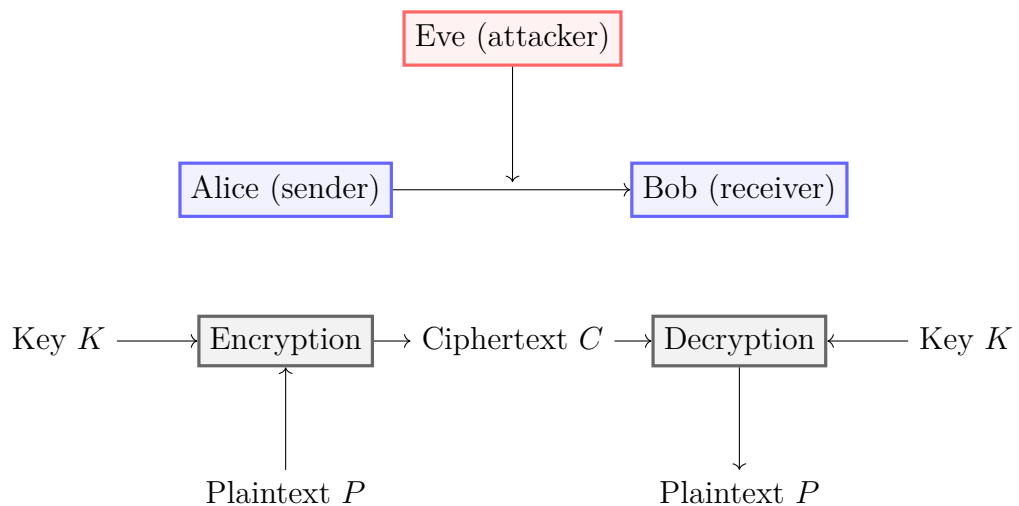 Eve (attacker)
Alice (sender)
Bob (receiver)
Key K
Encryption
Ciphertext C
Decryption
Key K
Plaintext P
Plaintext P